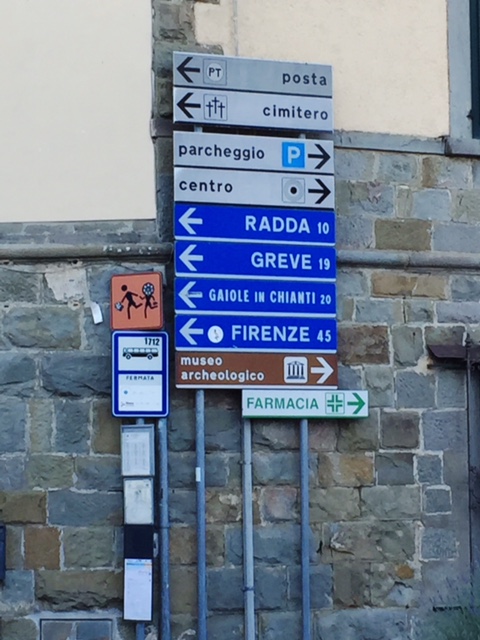 PT posta
cimitero
parcheggio P
centro
RADDA 10
GREVE 19
GAIOLE IN CHIANTI 20
FIRENZE 45
museo
archeologico
FARMACIA
1712
FERMATA